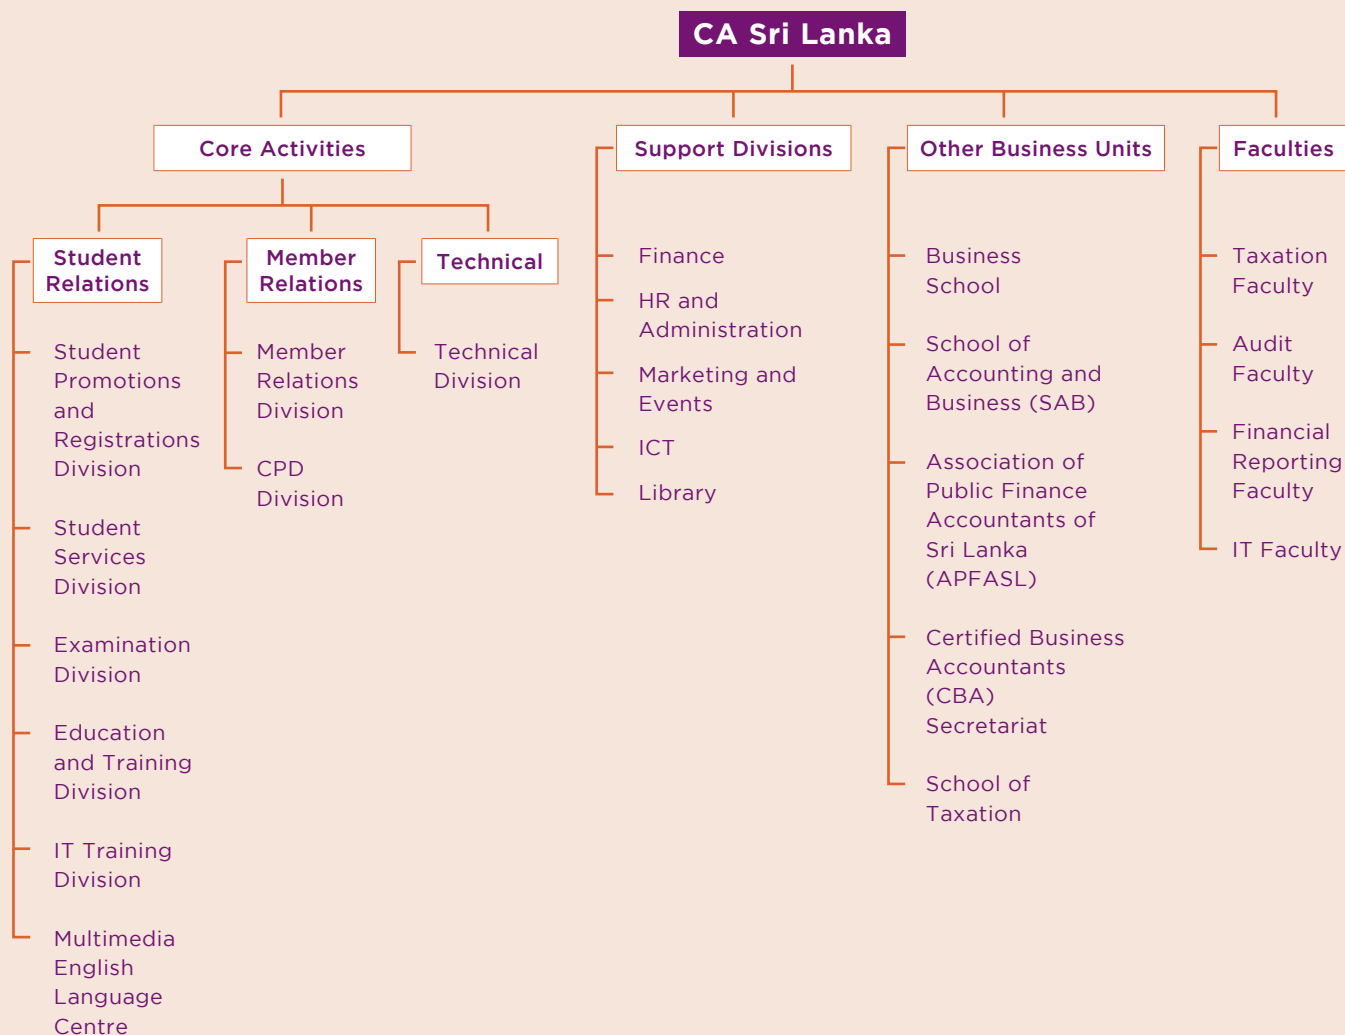 CA Sri Lanka
Core Activities
Student
Relations
Student
Promotions
and
Registrations
Division
Student
Services
Division
Examination
Division
Education
and Training
Division
IT Training
Division
Multimedia
English
Language
Centre
Member
Relations
Member
Relations
Division
CPD
Division
Technical
Technical
Division
Support Divisions
Finance
HR and
Administration
Marketing and
Events
ICT
Library
Other Business Units
Business
School
School of
Accounting and
Business (SAB)
Association of
Public Finance
Accountants of
Sri Lanka
(APFASL)
Certified Business
Accountants
(CBA)
Secretariat
School of
Taxation
Faculties
Taxation
Faculty
Audit
Faculty
Financial
Reporting
Faculty
IT Faculty